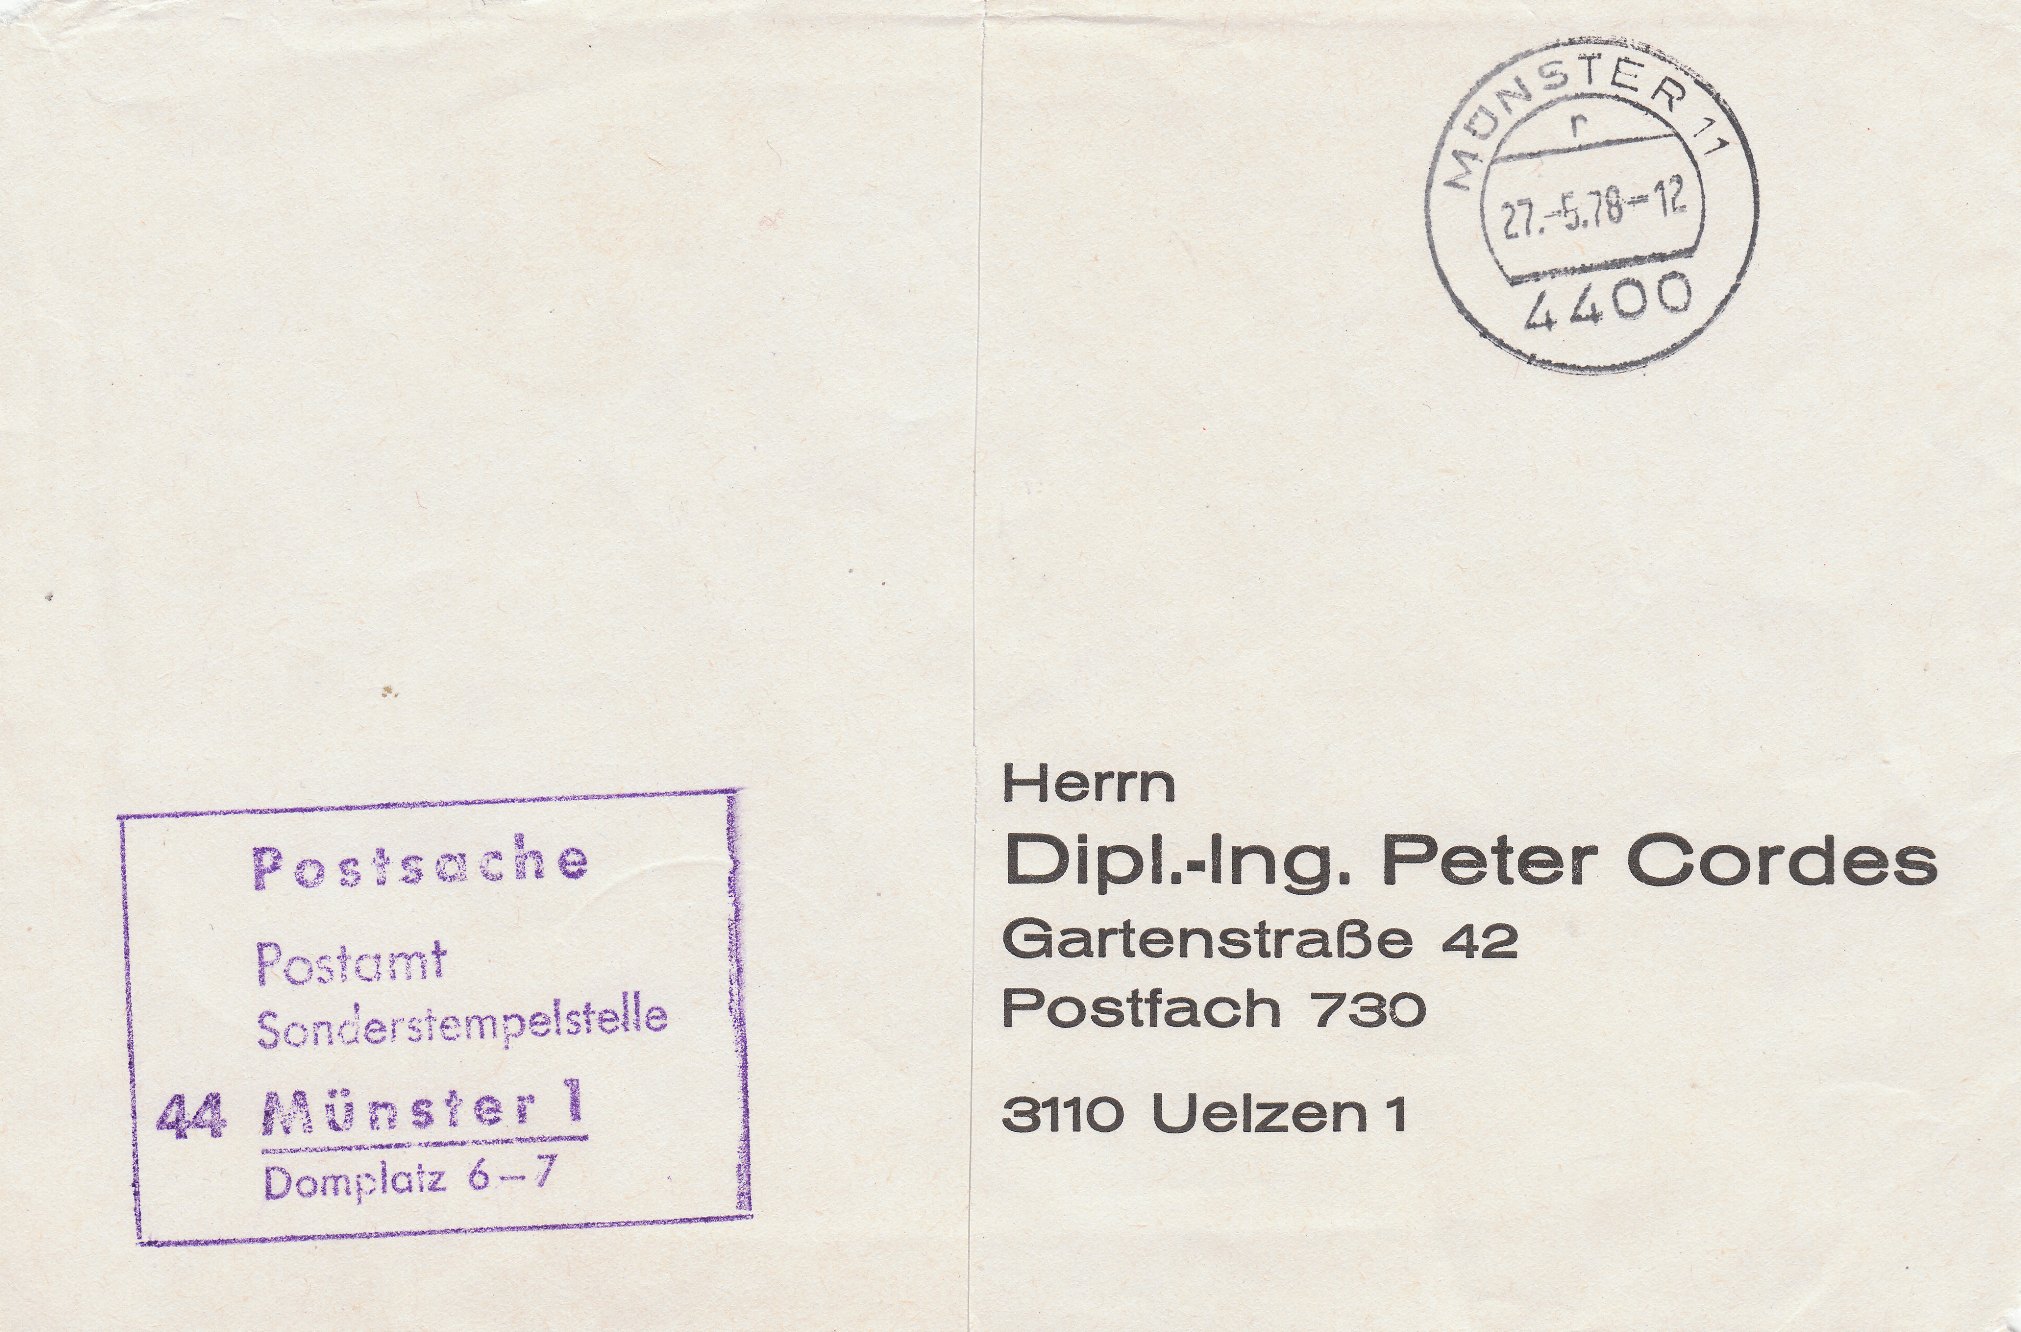 MÜNSTER 11
r
27.-5.78-12
4400
Herrn
Dipl.-Ing. Peter Cordes
Gartenstraße 42
Postfach 730
3110 Uelzen 1
Postsache
Postamt
Sonderstempelstelle
44 Münster 1
Domplatz 6–7